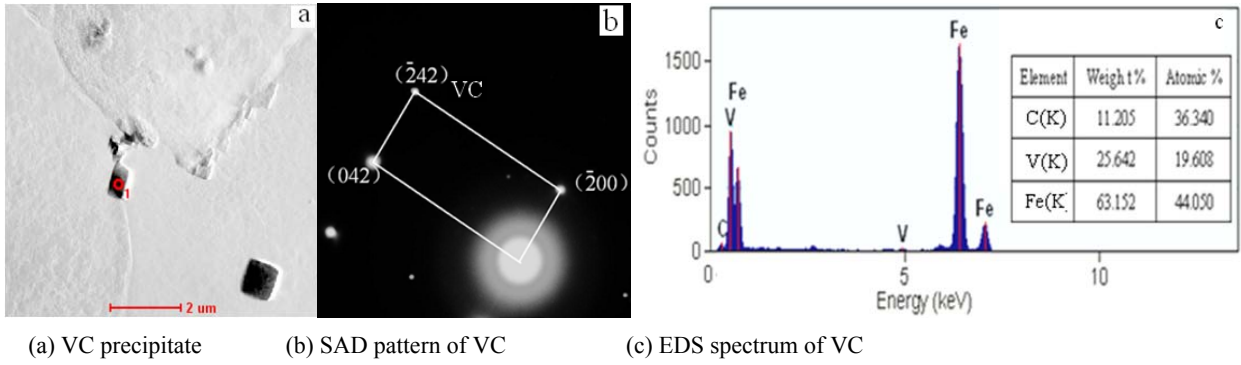 a
1
2 um
b
(2̄42) VC
(042)
(2̄00)
c
Counts
1500
1000
500
0
Fe
V
Fe
C
V
Fe
Fe
0 5 10
Energy (keV)
Element Weight% Atomic %
C(K) 11.205 36.340
V(K) 25.642 19.608
Fe(K) 63.152 44.050
(a) VC precipitate (b) SAD pattern of VC (c) EDS spectrum of VC